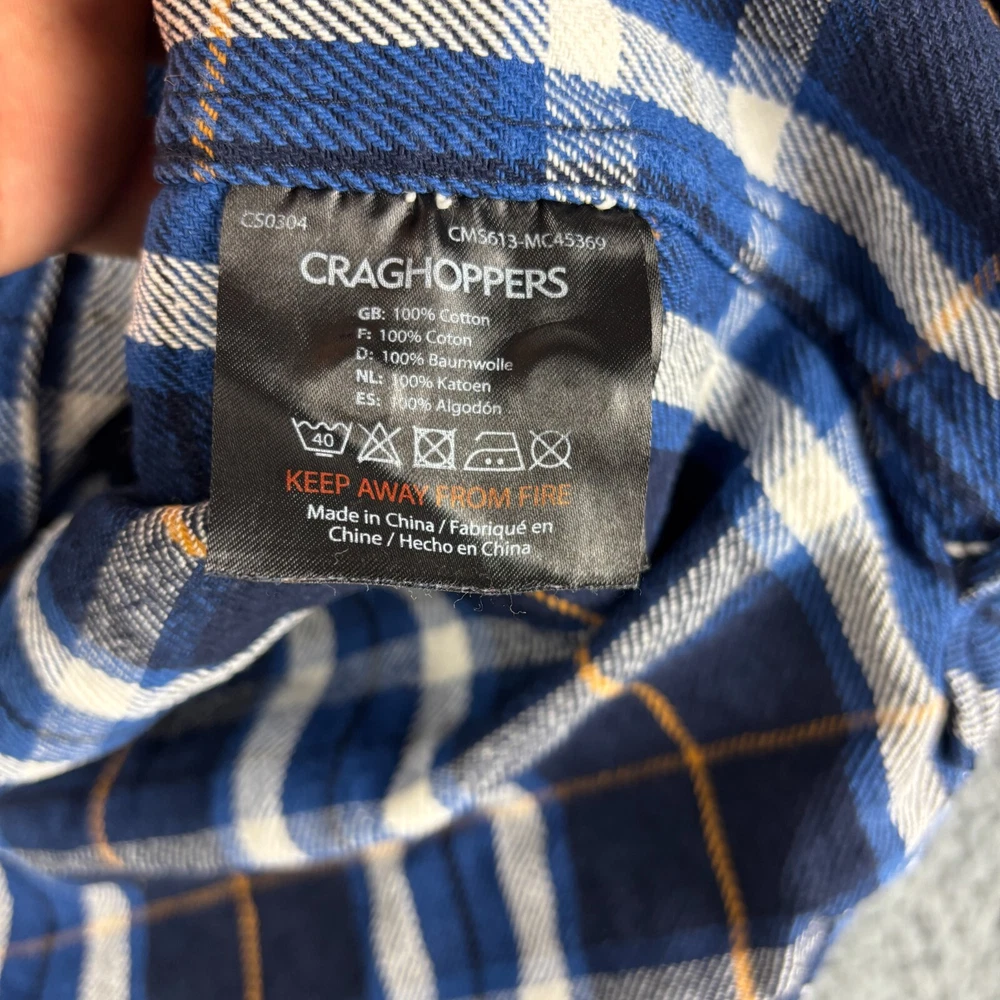 CS0304
CMS613-MC45369
CRAGHOPPERS
GB: 100% Cotton
F: 100% Coton
D: 100% Baumwolle
NL: 100% Katoen
ES: 100% Algodón
40
KEEP AWAY FROM FIRE
Made in China / Fabriqué en
Chine / Hecho en China